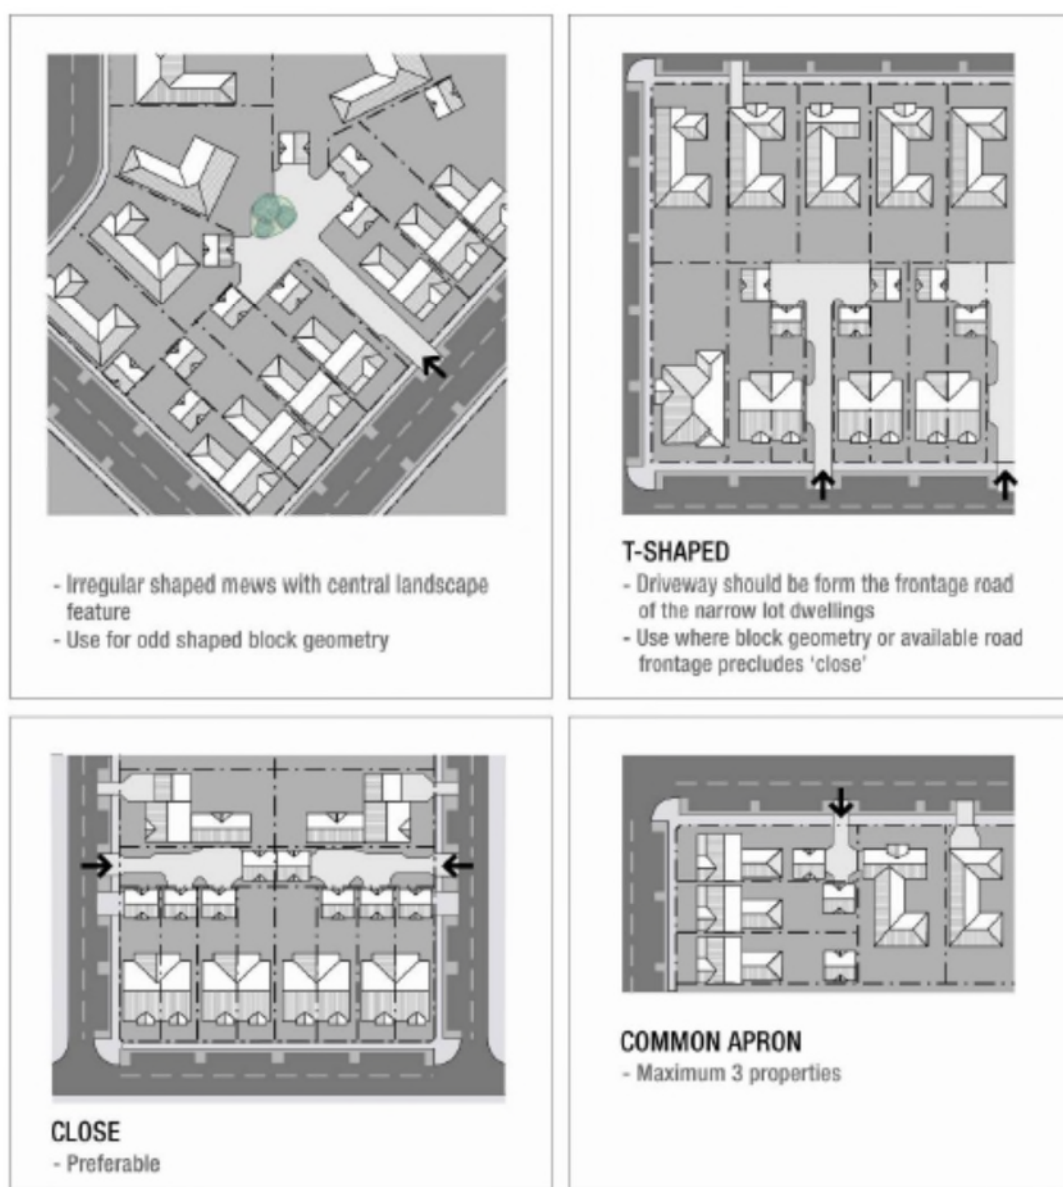 - Irregular shaped mews with central landscape
feature
- Use for odd shaped block geometry
T-SHAPED
- Driveway should be form the frontage road
of the narrow lot dwellings
- Use where block geometry or available road
frontage precludes ‘close’
CLOSE
- Preferable
COMMON APRON
- Maximum 3 properties